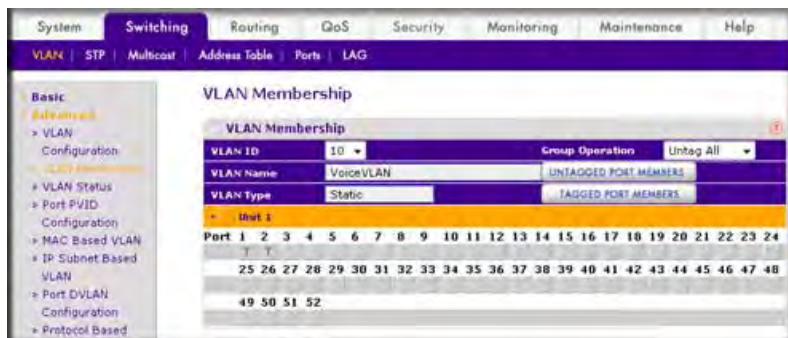 System Switching Routing QoS Security Monitoring Maintenance Help
VLAN STP Multicast Address Table Ports LAG
Basic
Advanced
VLAN Configuration
VLAN Membership
VLAN Status
Port PVID Configuration
MAC Based VLAN
IP Subnet Based VLAN
Port DVLAN Configuration
Protocol Based
VLAN Membership
VLAN Membership
VLAN ID 10 Group Operation Untag All
VLAN Name VoiceVLAN UNTAGGED PORT MEMBERS
VLAN Type Static TAGGED PORT MEMBERS
Unit 1
Port 1 2 3 4 5 6 7 8 9 10 11 12 13 14 15 16 17 18 19 20 21 22 23 24
T T
25 26 27 28 29 30 31 32 33 34 35 36 37 38 39 40 41 42 43 44 45 46 47 48
49 50 51 52